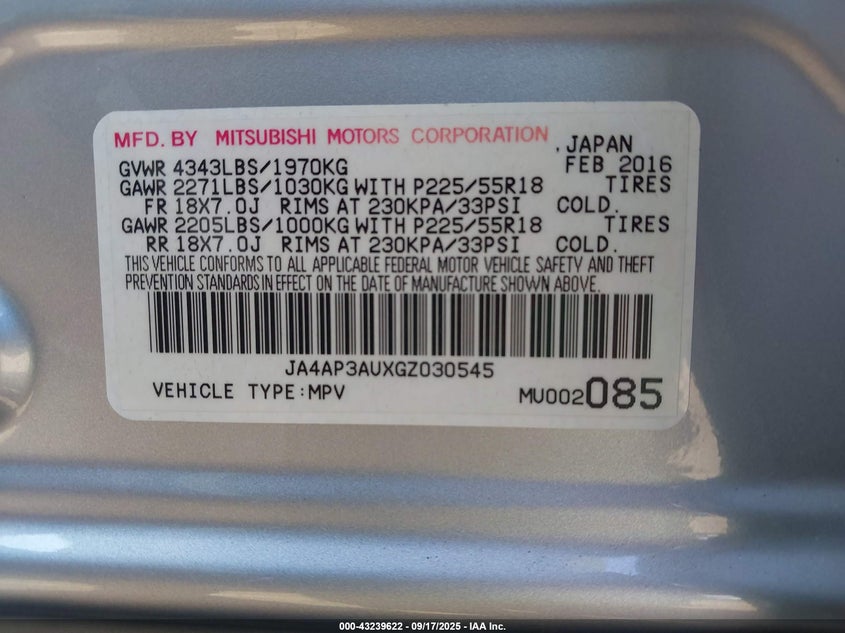 MFD. BY MITSUBISHI MOTORS CORPORATION , JAPAN
GVWR 4343LBS/1970KG FEB 2016
GAWR 2271LBS/1030KG WITH P225/55R18 TIRES
FR 18X7.0J RIMS AT 230KPA/33PSI COLD.
GAWR 2205LBS/1000KG WITH P225/55R18 TIRES
RR 18X7.0J RIMS AT 230KPA/33PSI COLD.
THIS VEHICLE CONFORMS TO ALL APPLICABLE FEDERAL MOTOR VEHICLE SAFETY AND THEFT
PREVENTION STANDARDS IN EFFECT ON THE DATE OF MANUFACTURE SHOWN ABOVE.
JA4AP3AUXGZ030545
VEHICLE TYPE:MPV MU002085
000-43239622 - 09/17/2025 - IAA Inc.